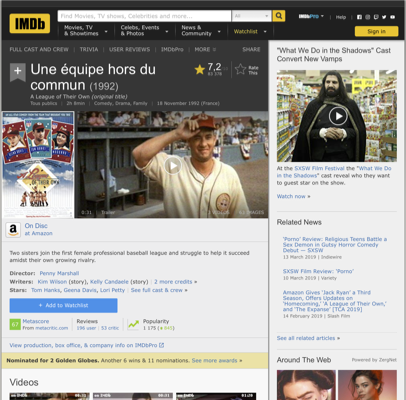 IMDb
Find Movies, TV shows, Celebrities and more...
All
IMDbPro
Help
Movies, TV & Showtimes
Celebs, Events & Photos
News & Community
Watchlist
Sign in
FULL CAST AND CREW | TRIVIA | USER REVIEWS | IMDbPro | MORE
SHARE
Une équipe hors du commun (1992)
A League of Their Own (original title)
Tous publics | 2h 8min | Comedy, Drama, Family | 18 November 1992 (France)
7,2
Rate This
0:31 | Trailer
On Disc
at Amazon
Two sisters join the first female professional baseball league and struggle to help it succeed
amidst their own growing rivalry.
Director: Penny Marshall
Writers: Kim Wilson (story), Kelly Candaele (story) | 2 more credits »
Stars: Tom Hanks, Geena Davis, Lori Petty | See full cast & crew »
+ Add to Watchlist
67 Metascore
From metacritic.com
Reviews
196 user | 53 critic
Popularity
View production, box office, & company info on IMDbPro
Nominated for 2 Golden Globes. Another 6 wins & 11 nominations. See more awards »
Videos
"What We Do in the Shadows" Cast
Convert New Vamps
At the SXSW Film Festival the "What We
Do in the Shadows" cast reveal who they
want to guest star on the show.
Watch now »
Related News
'Porno' Review: Religious Teens Battle a
Sex Demon in Gutsy Horror Comedy
Debut — SXSW
13 March 2019 | Indiewire
SXSW Film Review: 'Porno'
10 March 2019 | Variety
Amazon Gives 'Jack Ryan' a Third
Season, Offers Updates on
'Homecoming,' 'A League of Their Own,'
and 'The Expanse' [TCA 2019]
14 February 2019 | Slash Film
See all related articles »
Around The Web
Powered by ZergNet